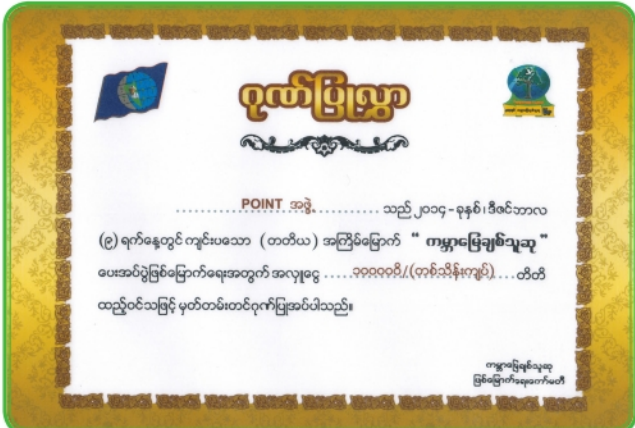 ဂုဏ်ပြုလွှာ
POINT အဖွဲ့ သည် ၂၀၁၄ - ခုနှစ်၊ ဒီဇင်ဘာလ
(၉) ရက်နေ့တွင် ကျင်းပသော (တတိယ) အကြိမ်မြောက် “ ကမ္ဘာမြေချစ်သူဆု ”
ပေးအပ်ပွဲဖြစ်မြောက်ရေးအတွက် အလှူငွေ ၁၀၀၀၀၀ိ/(တစ်သိန်းကျပ်) တိတိ
ထည့်ဝင်သဖြင့် မှတ်တမ်းတင်ဂုဏ်ပြုအပ်ပါသည်။
ကမ္ဘာမြေချစ်သူဆု
ဖြစ်မြောက်ရေးကော်မတီ